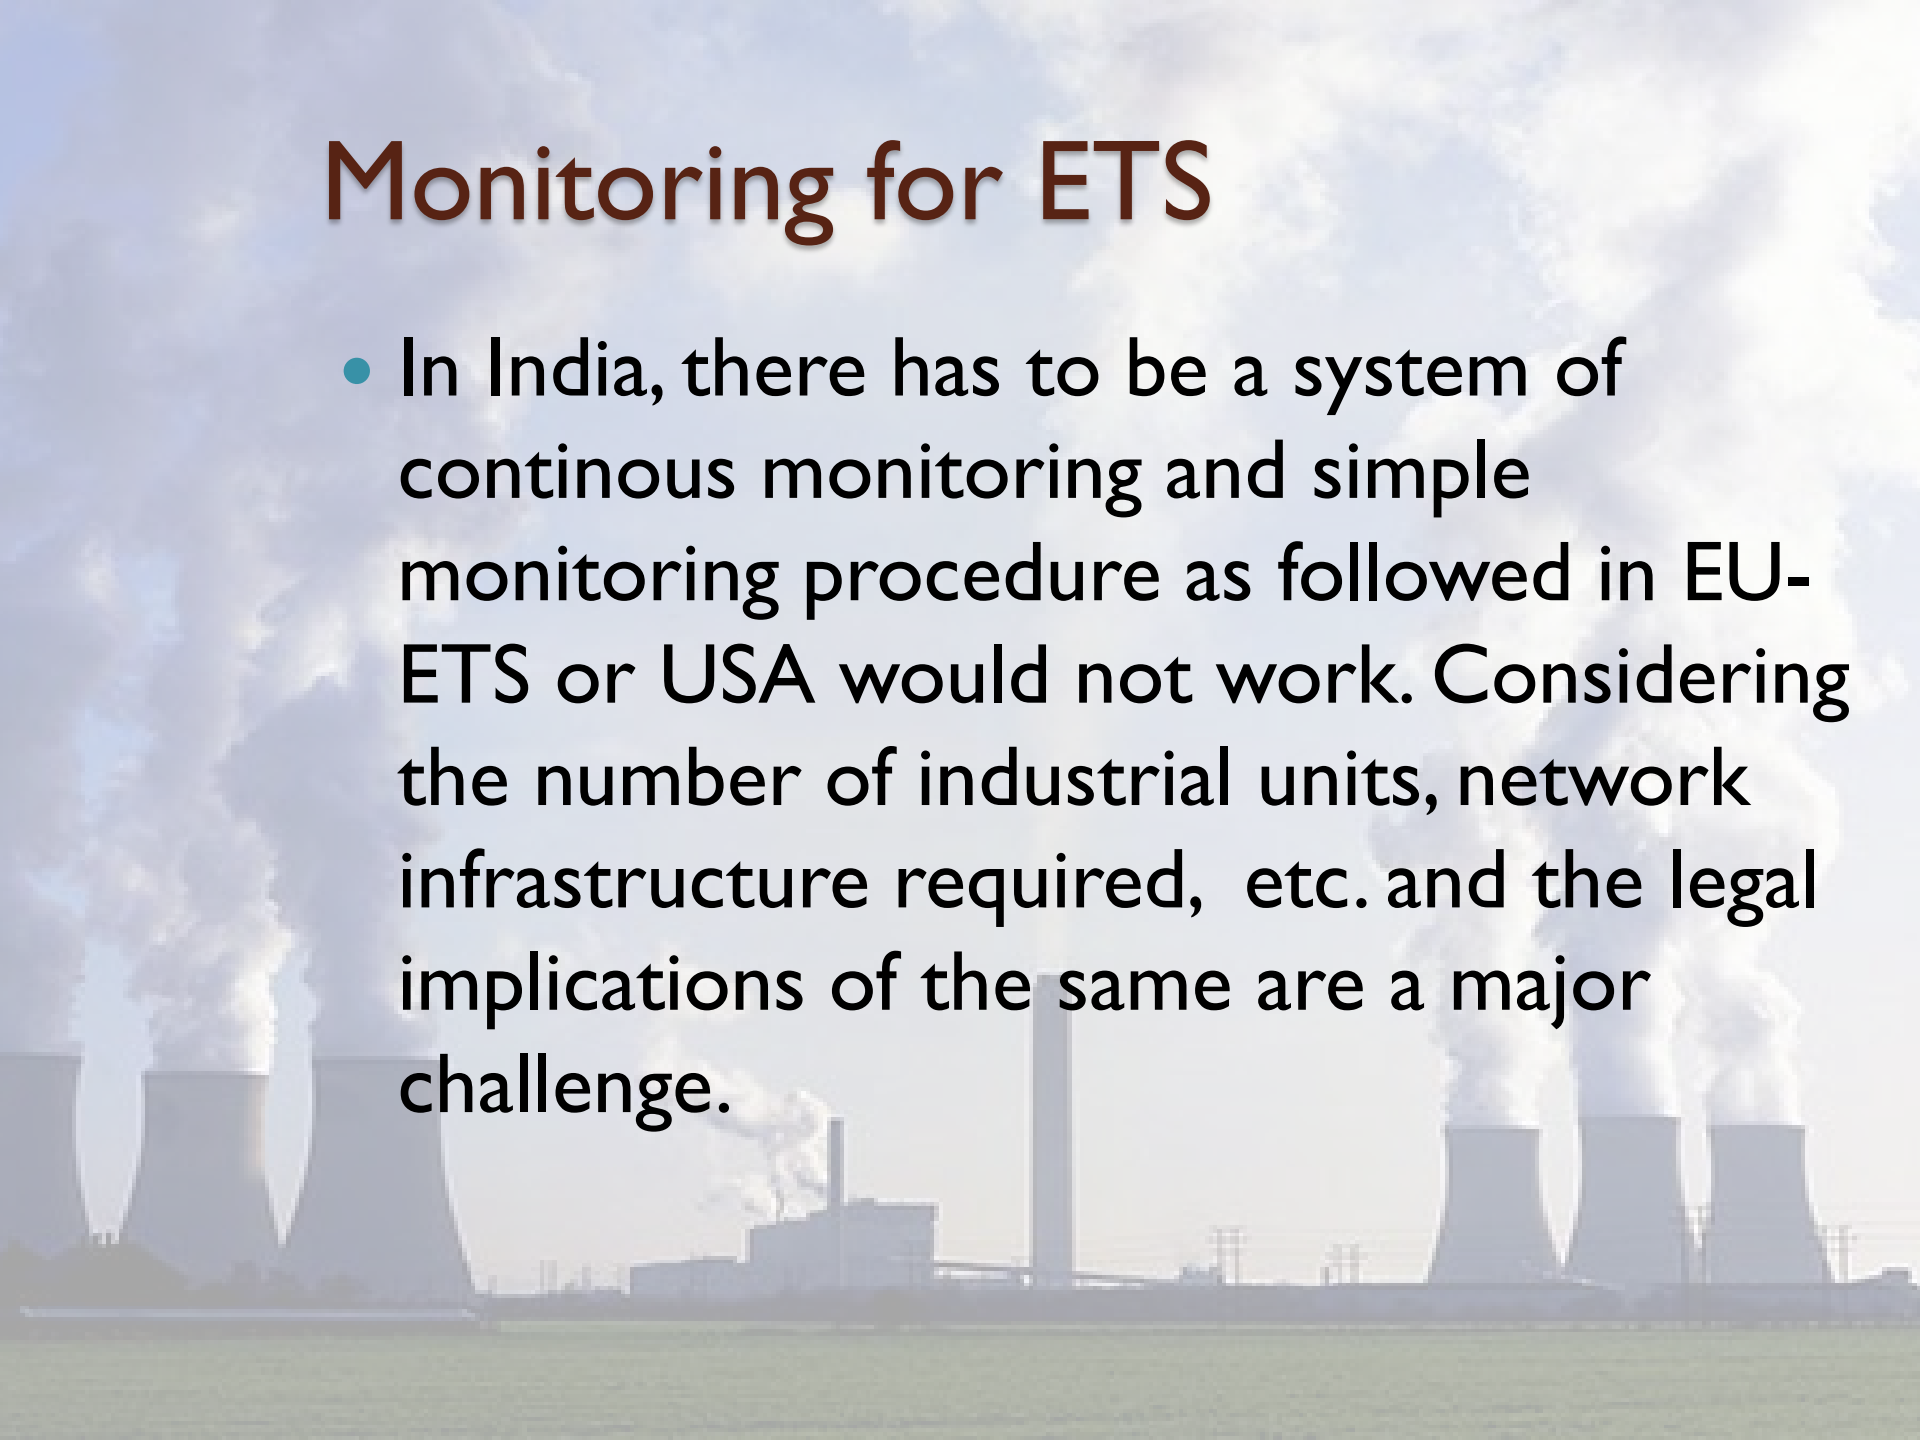 Monitoring for ETS
• In India, there has to be a system of
continous monitoring and simple
monitoring procedure as followed in EU-
ETS or USA would not work. Considering
the number of industrial units, network
infrastructure required,  etc. and the legal
implications of the same are a major
challenge.